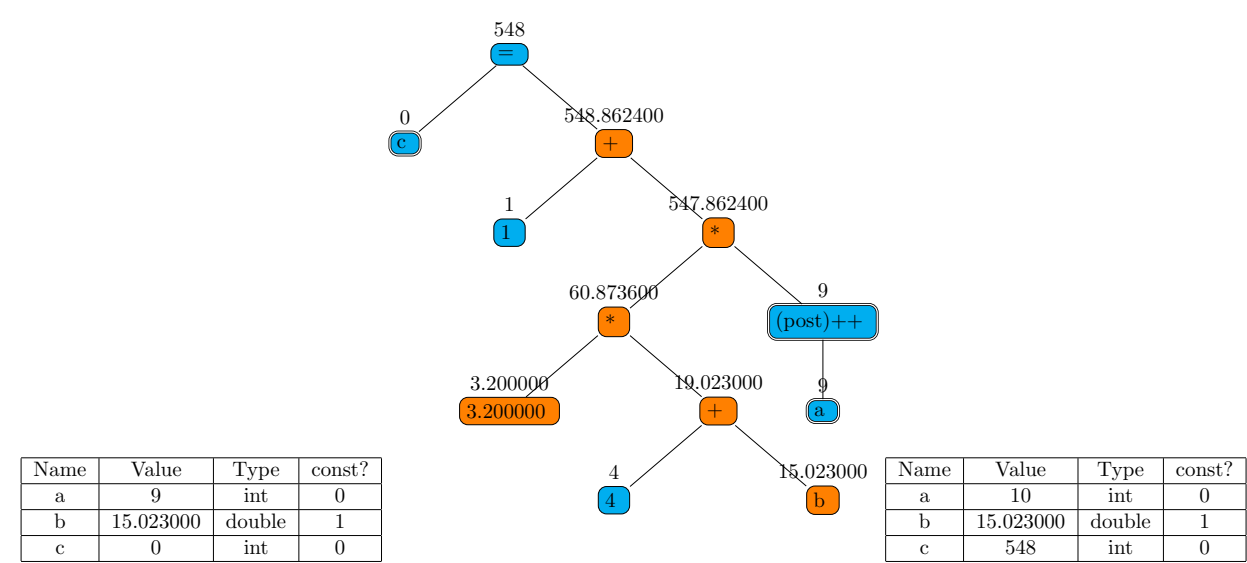 548
=
0
548.862400
c
+
1
547.862400
1
*
60.873600
9
*
(post)++
3.200000
19.023000
9
3.200000
+
a
4
15.023000
4
b
Name Value Type const?
a 9 int 0
b 15.023000 double 1
c 0 int 0
Name Value Type const?
a 10 int 0
b 15.023000 double 1
c 548 int 0